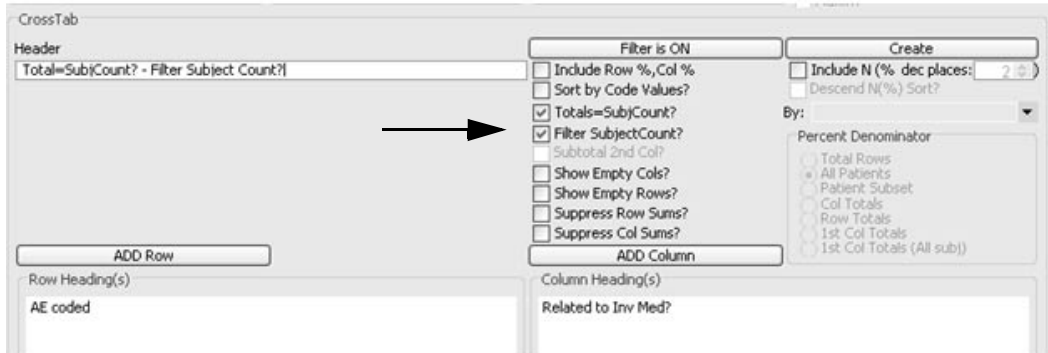 CrossTab
Header
Total=SubjCount? - Filter Subject Count?
Filter is ON
Create
Include Row %,Col %
Include N (% dec places: 2 )
Sort by Code Values?
Descend N(%) Sort?
Totals=SubjCount?
By:
Filter SubjectCount?
Percent Denominator
Subtotal 2nd Col?
Total Rows
Show Empty Cols?
All Patients
Show Empty Rows?
Patient Subset
Suppress Row Sums?
Col Totals
Row Totals
Suppress Col Sums?
1st Col Totals
1st Col Totals (All subj)
ADD Row
ADD Column
Row Heading(s)
Column Heading(s)
AE coded
Related to Inv Med?